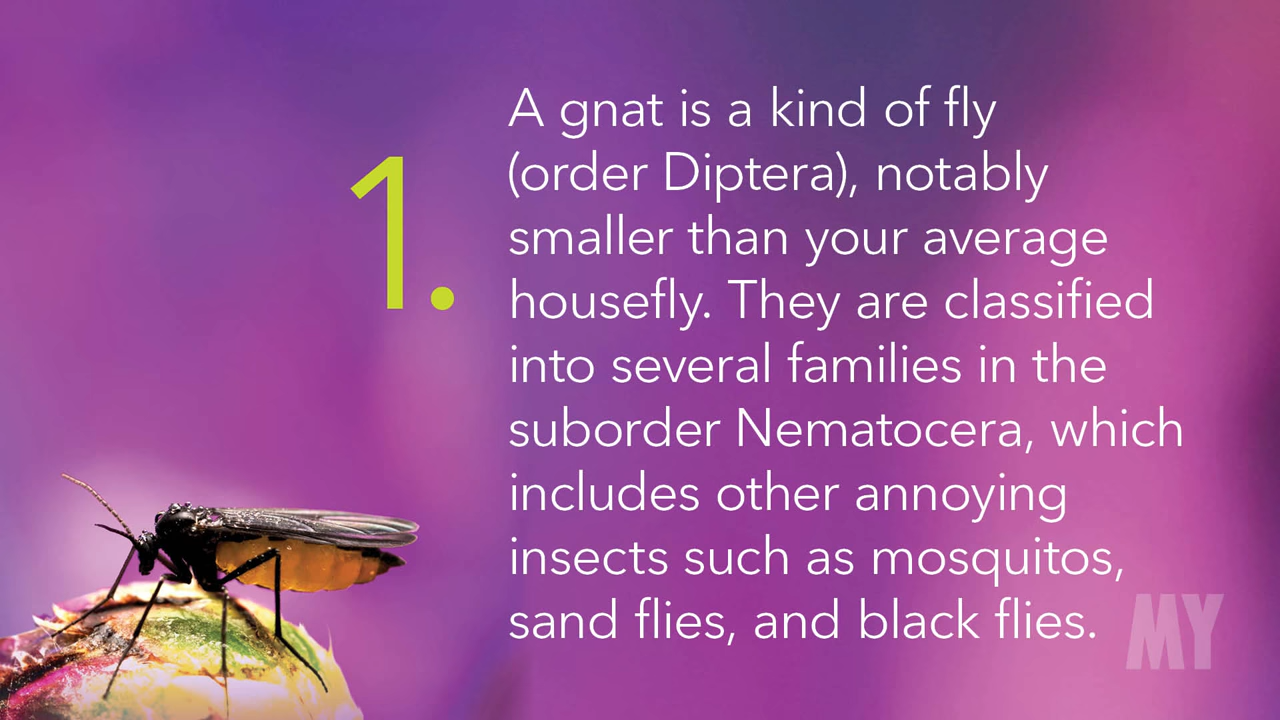 1.
A gnat is a kind of fly
(order Diptera), notably
smaller than your average
housefly. They are classified
into several families in the
suborder Nematocera, which
includes other annoying
insects such as mosquitos,
sand flies, and black flies.
MY